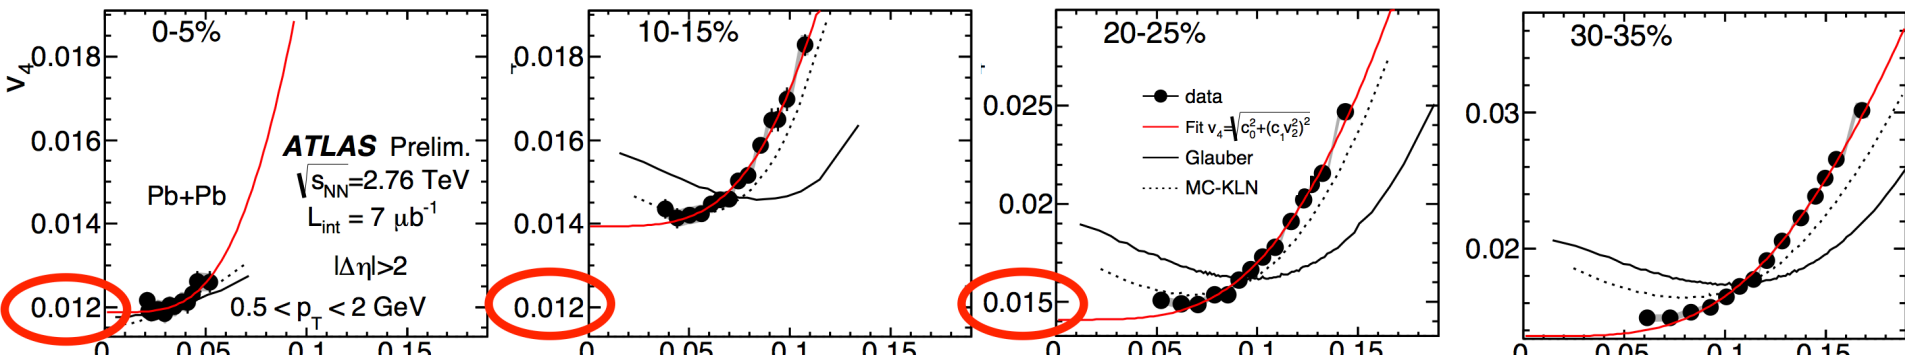 0-5%
v4
0.018
0.016
0.014
0.012
ATLAS Prelim.
√sNN=2.76 TeV
Pb+Pb
Lint = 7 μb-1
|Δη|>2
0.5 < pT < 2 GeV
0 0.05 0.1 0.15
10-15%
0.018
0.016
0.014
0.012
0 0.05 0.1 0.15
20-25%
0.025
0.02
0.015
data
Fit v4=√c0^2+(c1v2^2)^2
Glauber
MC-KLN
0 0.05 0.1 0.15
30-35%
0.03
0.02
0 0.05 0.1 0.15